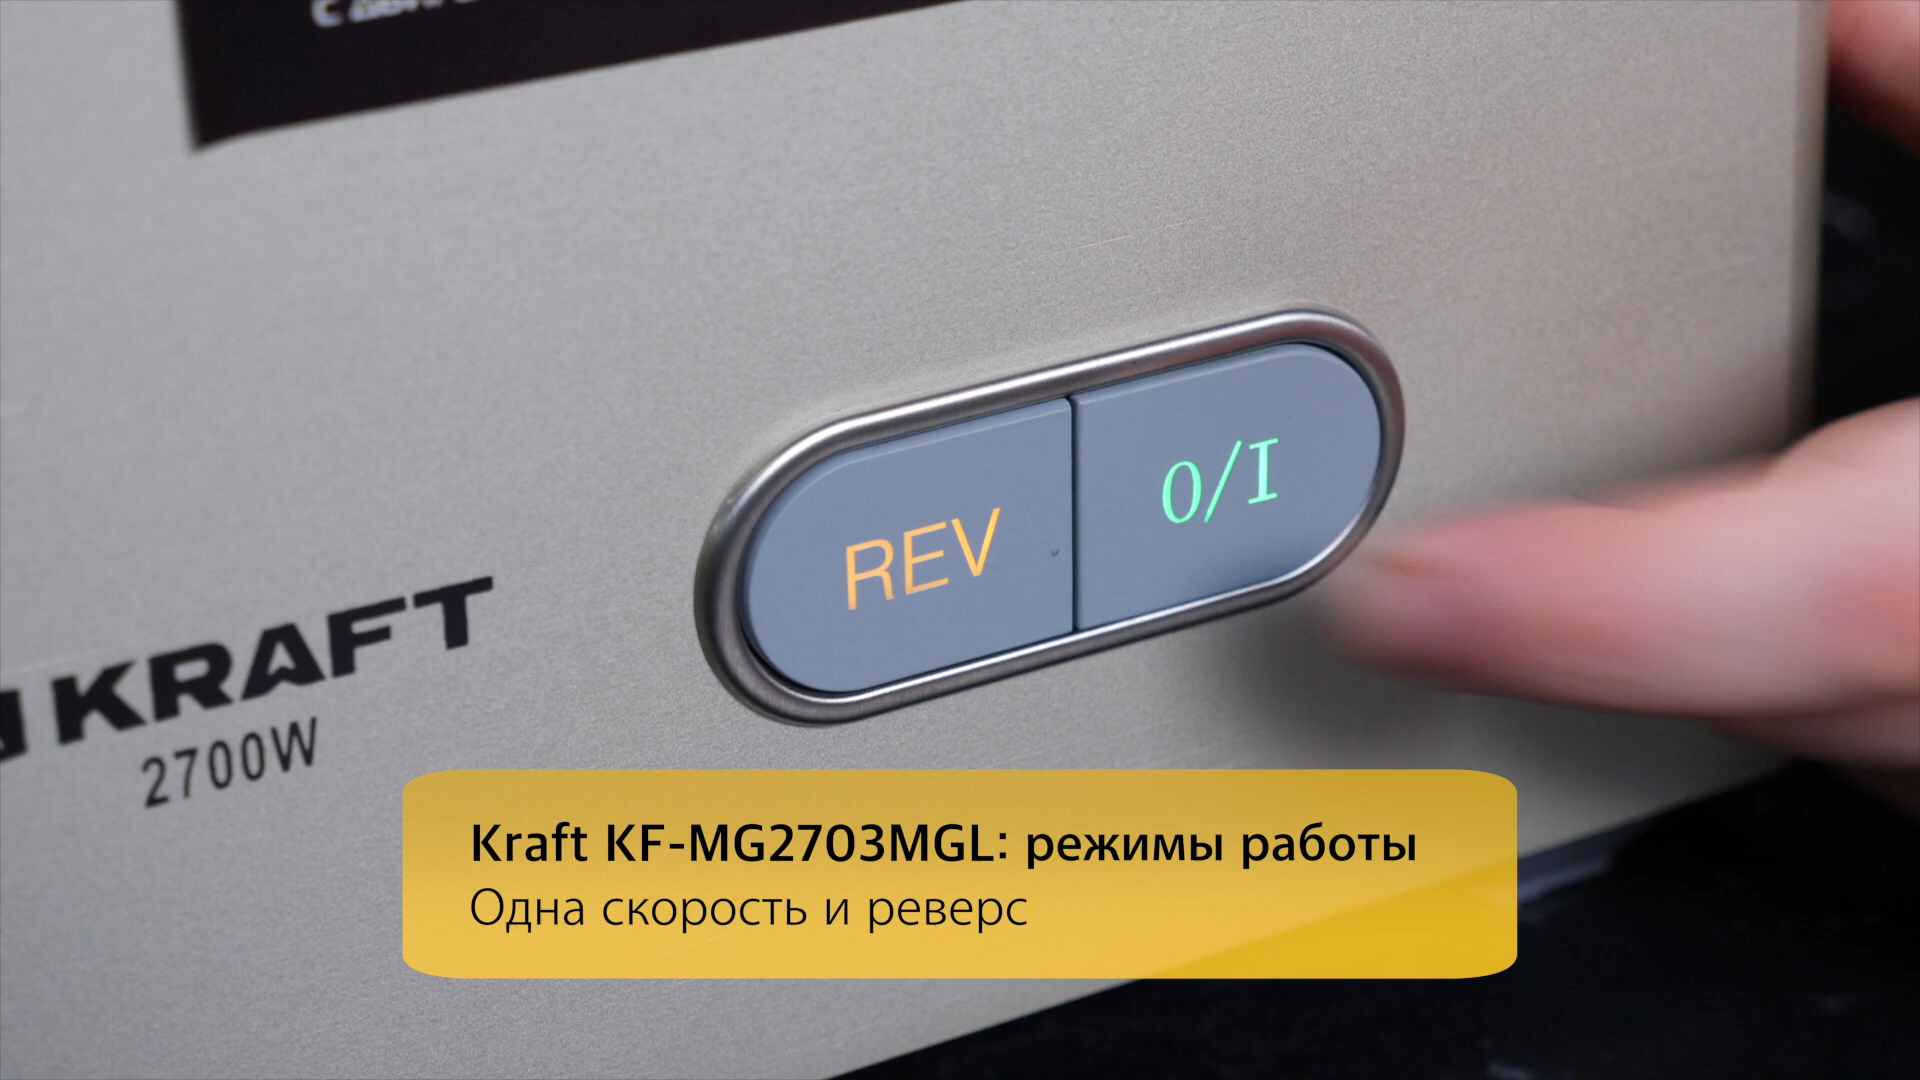 REV
0/I
KRAFT
2700W
Kraft KF-MG2703MGL: режимы работы
Одна скорость и реверс